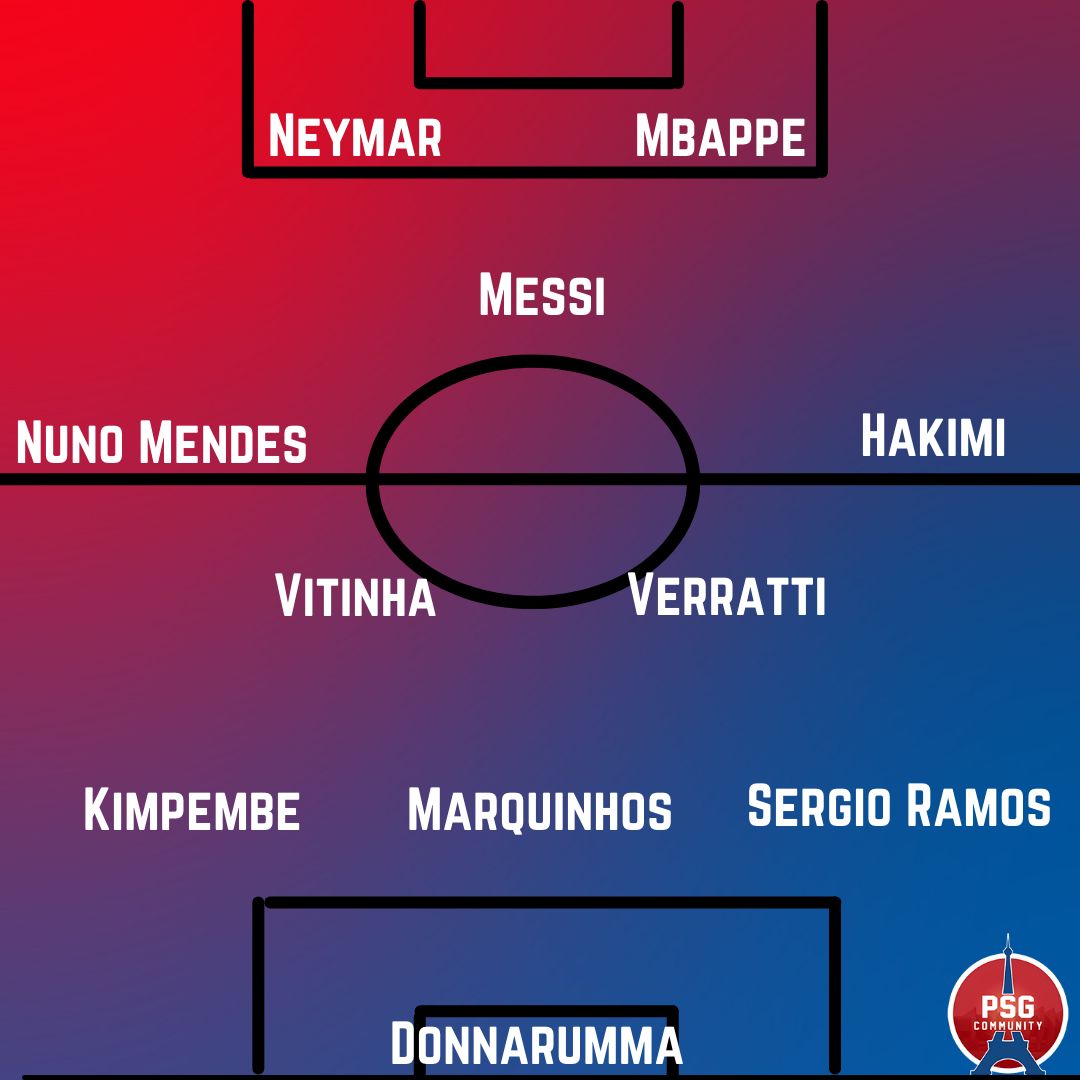 Neymar
Mbappe
Messi
Nuno Mendes
Hakimi
Vitinha
Verratti
Kimpembe
Marquinhos
Sergio Ramos
Donnarumma
PSG
COMMUNITY